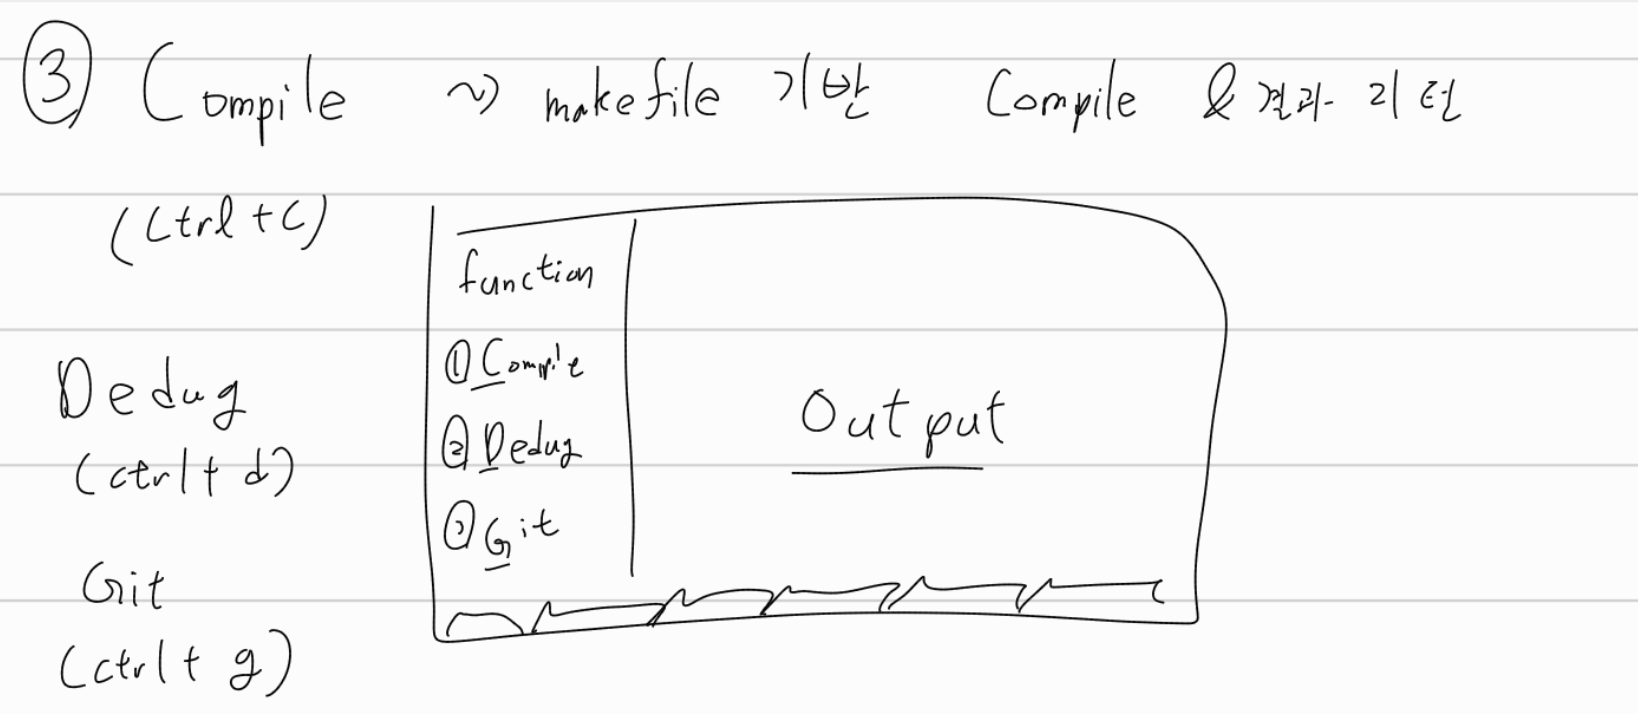 ③ Compile ~> makefile 기반 Compile & 결과 리턴
(Ctrl+C)
function
① Compile
② Dedug
③ Git
Output
Dedug
(ctrl+d)
Git
(ctrl+g)